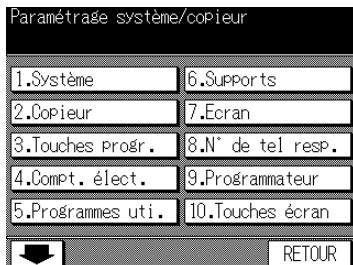 Paramétrage système/copieur
1.Système
6.Supports
2.Copieur
7.Ecran
3.Touches progr.
8.N° de tel resp.
4.Compt. élect.
9.Programmateur
5.Programmes uti.
10.Touches écran
RETOUR